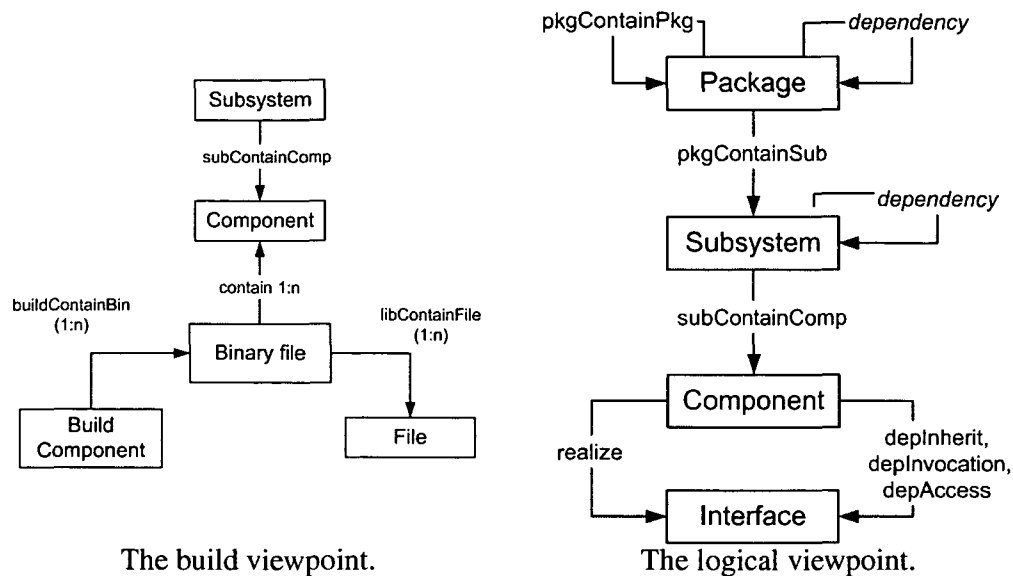 Subsystem
subContainComp
Component
contain 1:n
buildContainBin
(1:n)
libContainFile
(1:n)
Binary file
Build
Component
File
The build viewpoint.
pkgContainPkg
dependency
Package
pkgContainSub
dependency
Subsystem
subContainComp
Component
realize
depInherit,
depInvocation,
depAccess
Interface
The logical viewpoint.